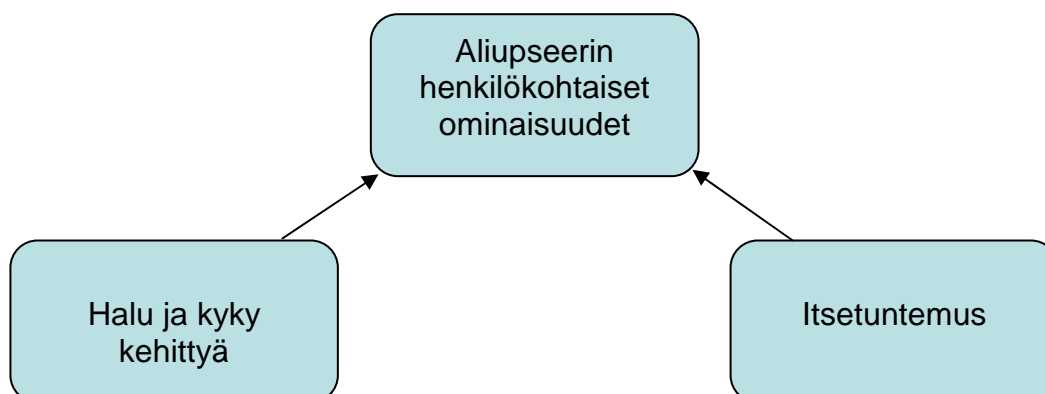 Aliupseerin
henkilökohtaiset
ominaisuudet
Halu ja kyky
kehittyä
Itsetuntemus